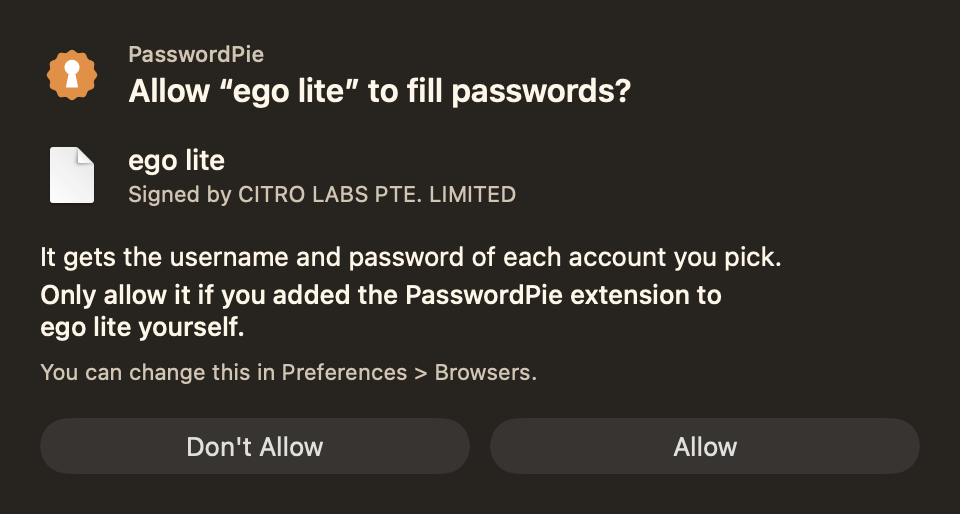 PasswordPie
Allow “ego lite” to fill passwords?
ego lite
Signed by CITRO LABS PTE. LIMITED
It gets the username and password of each account you pick.
Only allow it if you added the PasswordPie extension to
ego lite yourself.
You can change this in Preferences > Browsers.
Don't Allow
Allow